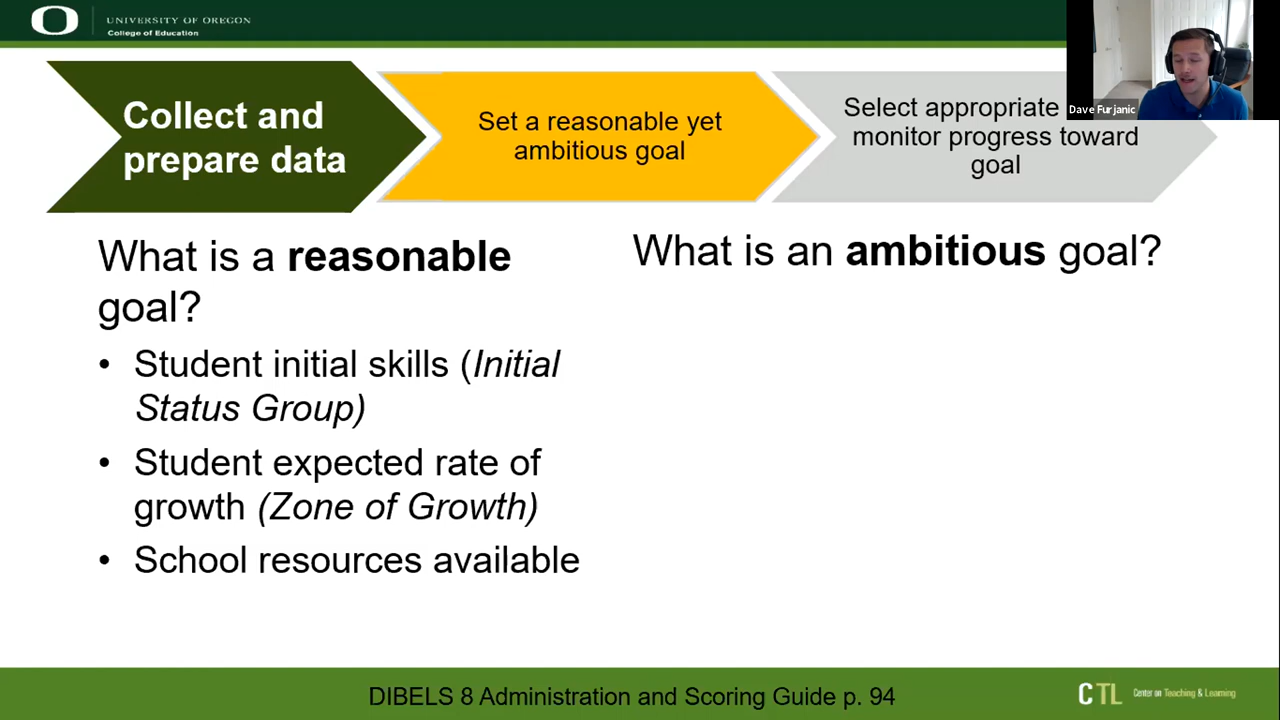 UNIVERSITY OF OREGON
College of Education
Collect and
prepare data
Set a reasonable yet
ambitious goal
Select appropriate
monitor progress toward
goal
Dave Furjanic
What is a reasonable
goal?
• Student initial skills (Initial
Status Group)
• Student expected rate of
growth (Zone of Growth)
• School resources available
What is an ambitious goal?
DIBELS 8 Administration and Scoring Guide p. 94
CTL Center on Teaching & Learning